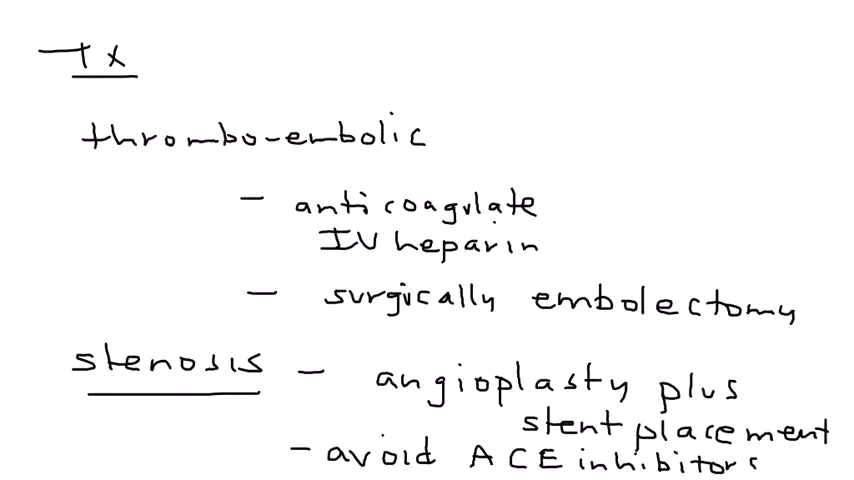 Tx
thrombo-embolic
- anticoagulate
IV heparin
- surgically embolectomy
stenosis - angioplasty plus
stent placement
- avoid ACE inhibitors